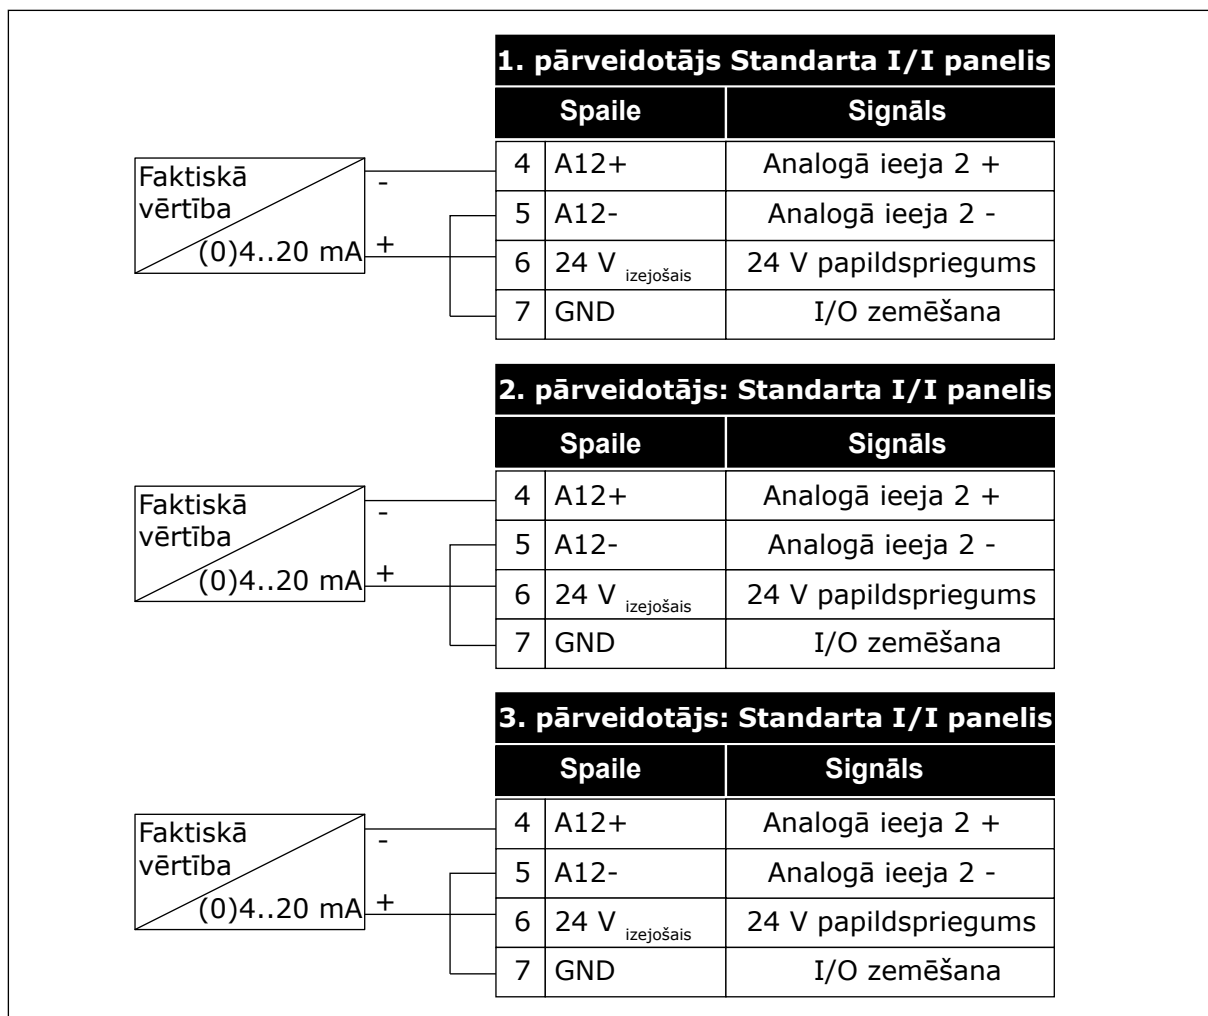 1. pārveidotājs Standarta I/I panelis
Spaile Signāls
4 A12+ Analogā ieeja 2 +
5 A12- Analogā ieeja 2 -
6 24 V izejošais 24 V papildspriegums
7 GND I/O zemēšana
Faktiskā
vērtība
(0)4..20 mA
-
+
2. pārveidotājs: Standarta I/I panelis
Spaile Signāls
4 A12+ Analogā ieeja 2 +
5 A12- Analogā ieeja 2 -
6 24 V izejošais 24 V papildspriegums
7 GND I/O zemēšana
Faktiskā
vērtība
(0)4..20 mA
-
+
3. pārveidotājs: Standarta I/I panelis
Spaile Signāls
4 A12+ Analogā ieeja 2 +
5 A12- Analogā ieeja 2 -
6 24 V izejošais 24 V papildspriegums
7 GND I/O zemēšana
Faktiskā
vērtība
(0)4..20 mA
-
+